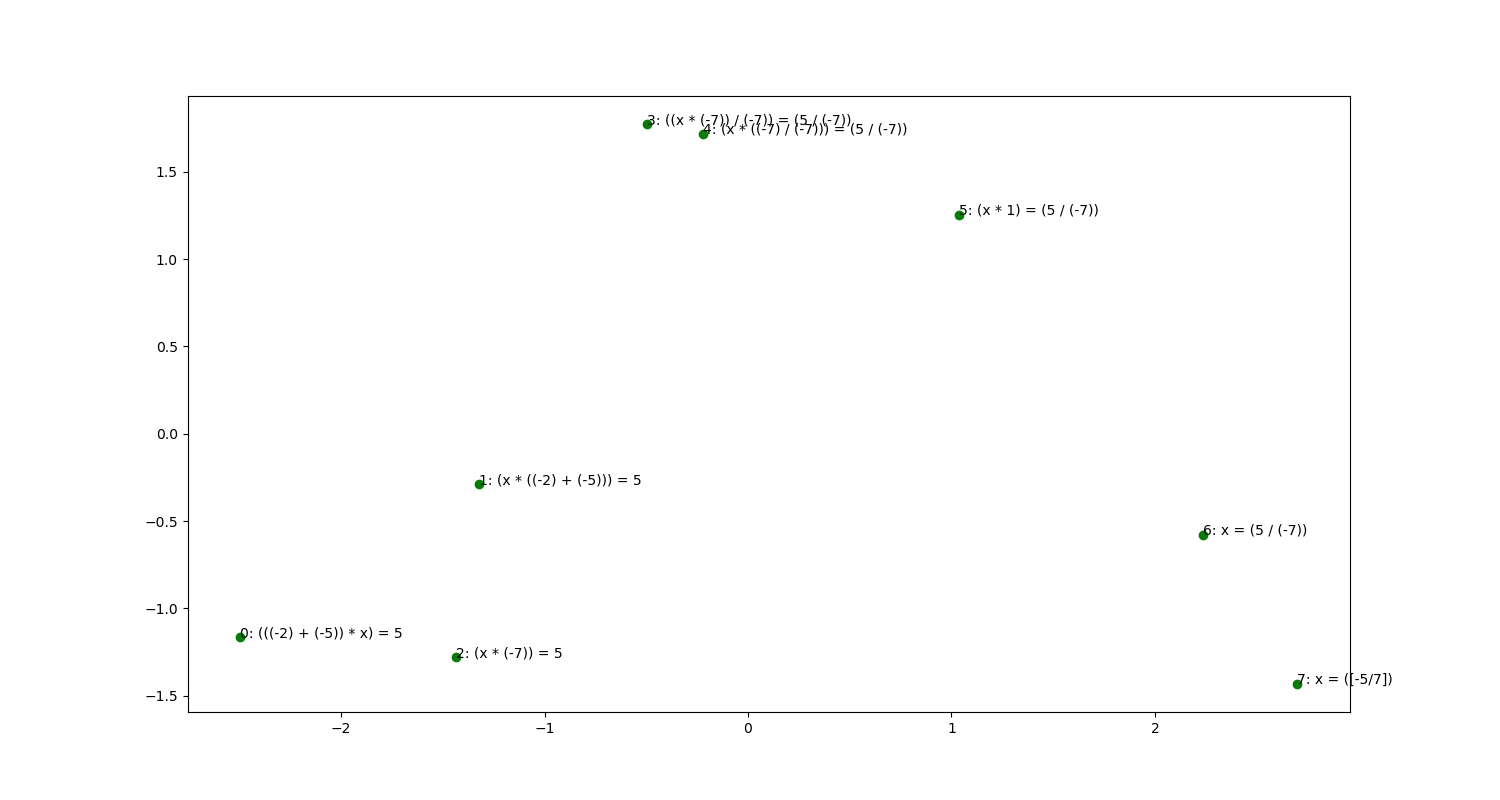 3: ((x * (-7)) / (-7)) = (5 / (-7))
4: (x * ((-7) / (-7))) = (5 / (-7))
1.5
5: (x * 1) = (5 / (-7))
1.0
0.5
0.0
1: (x * ((-2) + (-5))) = 5
−0.5
6: x = (5 / (-7))
−1.0
0: (((-2) + (-5)) * x) = 5
2: (x * (-7)) = 5
7: x = ([-5/7])
−1.5
−2 −1 0 1 2